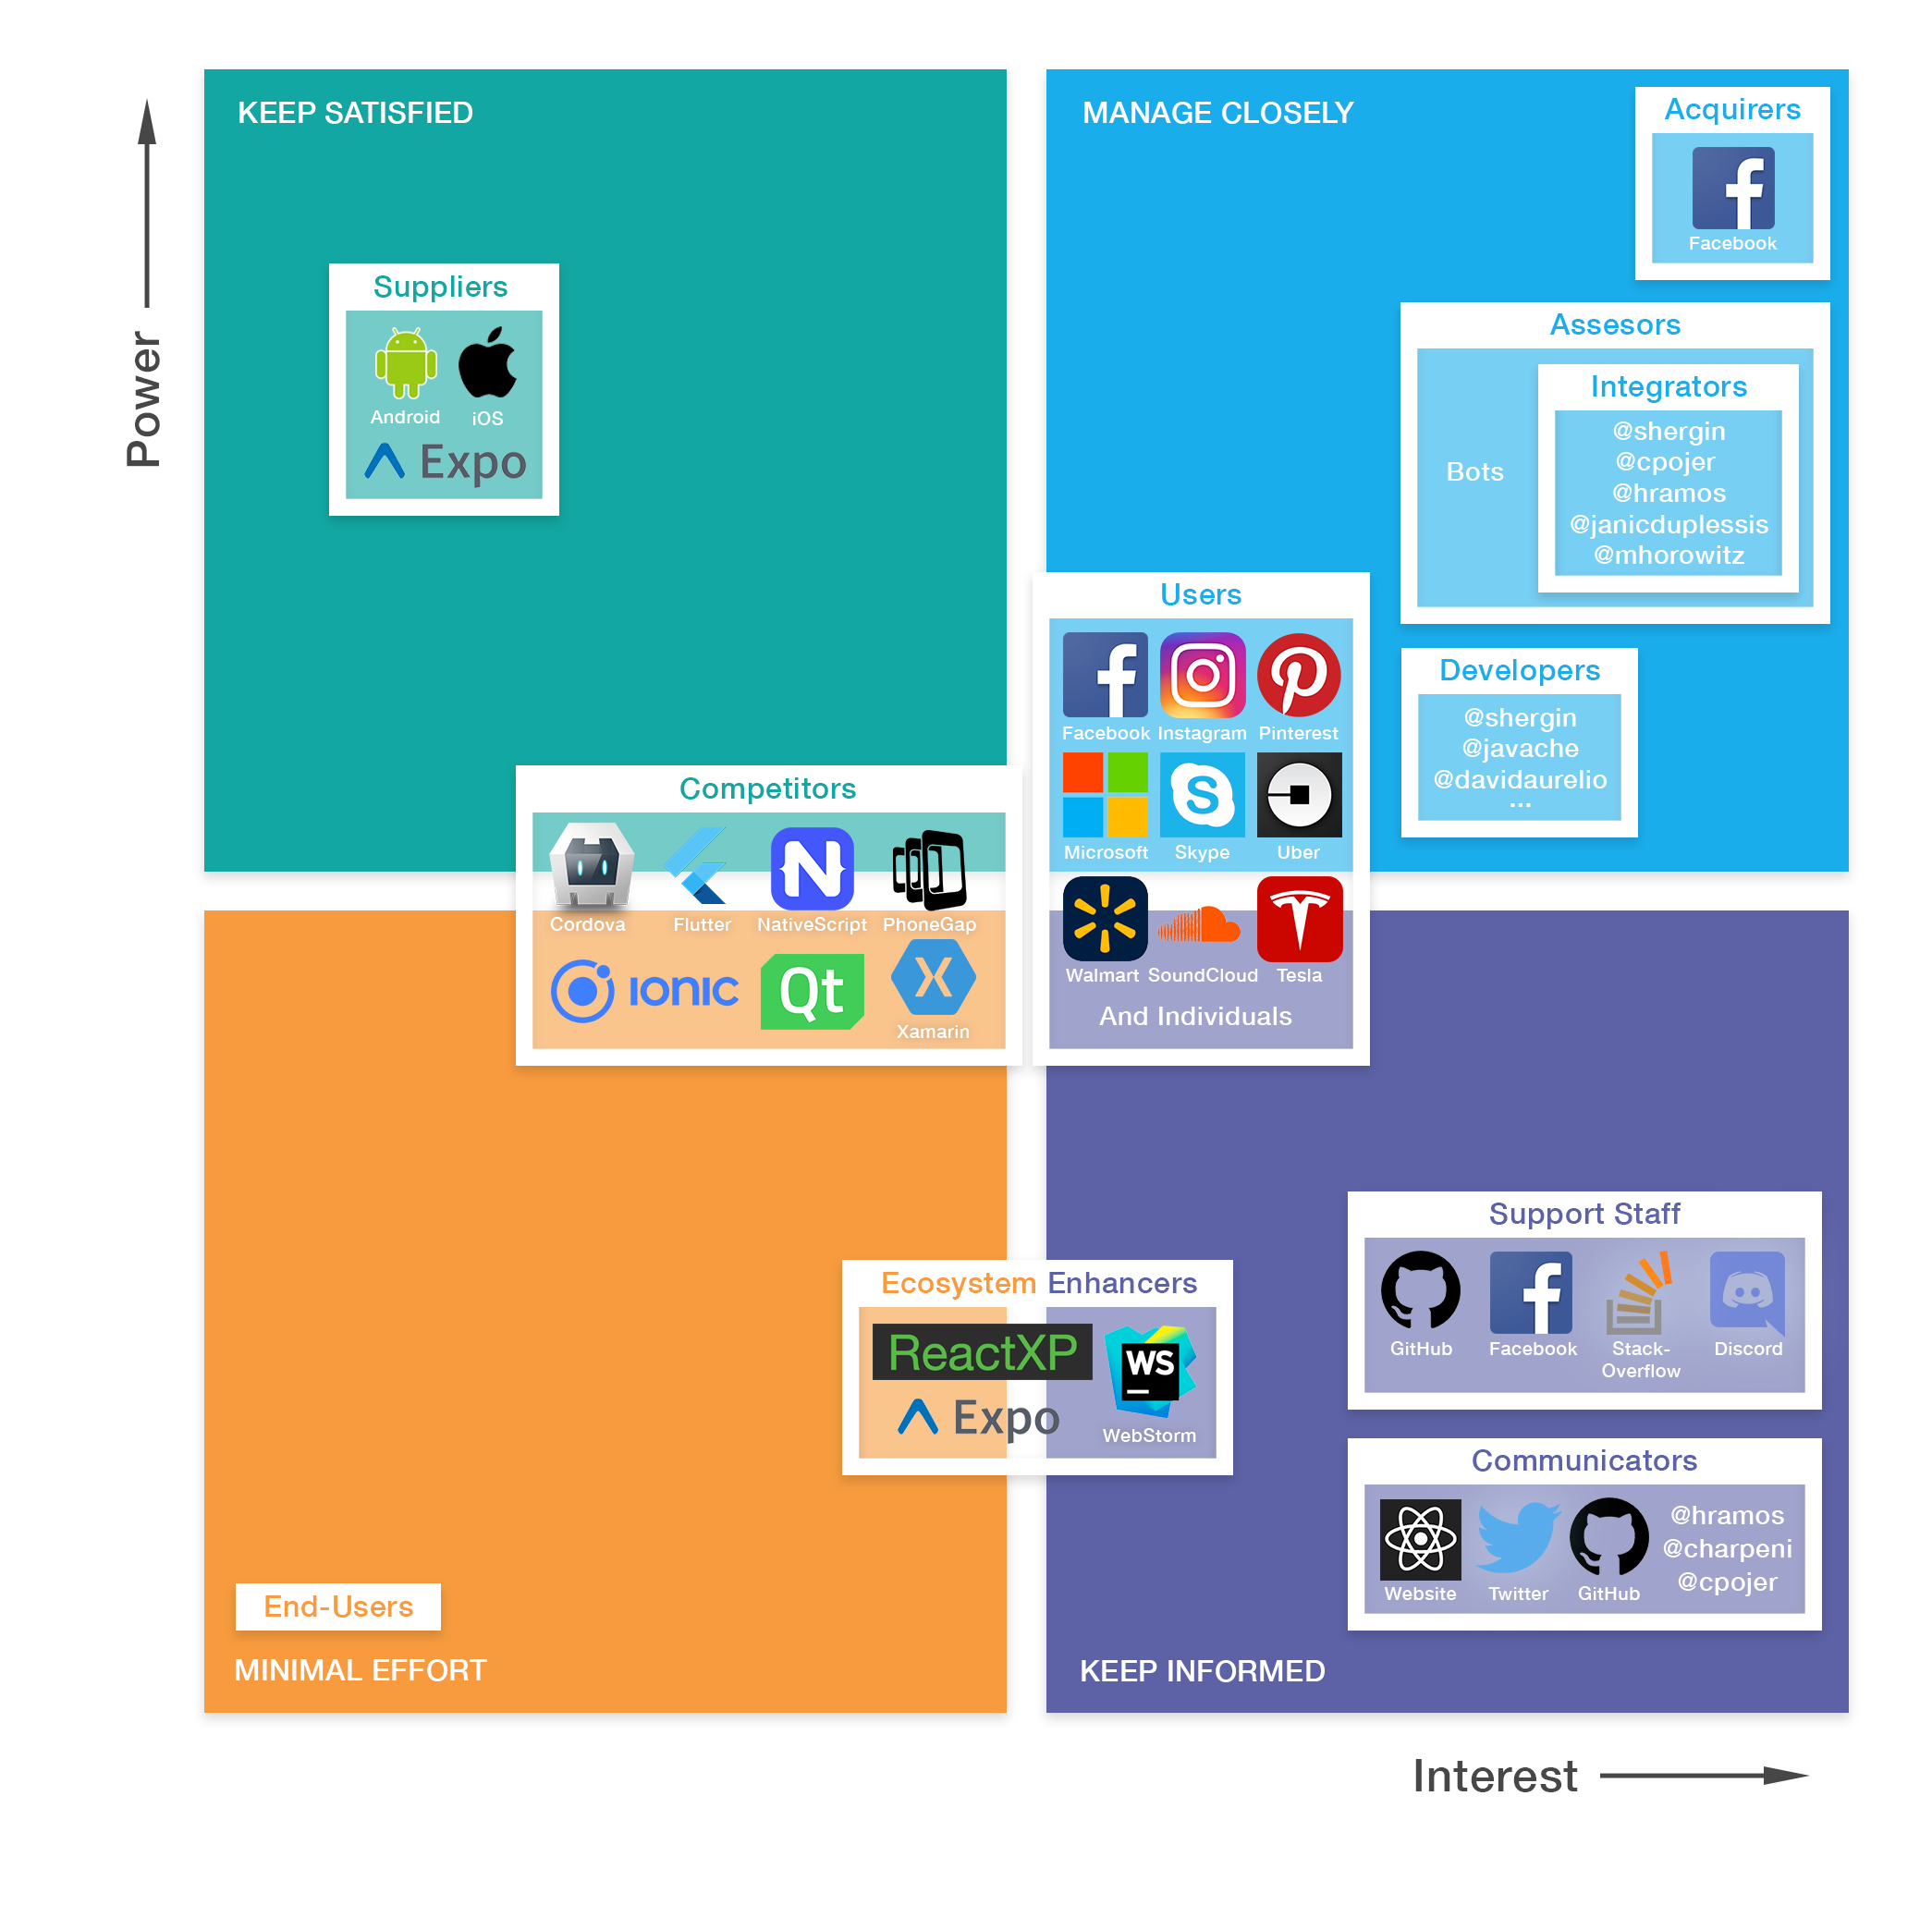 KEEP SATISFIED
MANAGE CLOSELY
Acquirers
Facebook
Power
Suppliers
Android
iOS
Expo
Assesors
Bots
Integrators
@shergin
@cpojer
@hramos
@janicduplessis
@mhorowitz
Users
Facebook
Instagram
Pinterest
Microsoft
Skype
Uber
Walmart
SoundCloud
Tesla
And Individuals
Developers
@shergin
@javache
@davidaurelio
...
Competitors
Cordova
Flutter
NativeScript
PhoneGap
ionic
Qt
Xamarin
Support Staff
GitHub
Facebook
Stack-
Overflow
Discord
Ecosystem Enhancers
ReactXP
Expo
WS
WebStorm
Communicators
Website
Twitter
GitHub
@hramos
@charpeni
@cpojer
End-Users
MINIMAL EFFORT
KEEP INFORMED
Interest